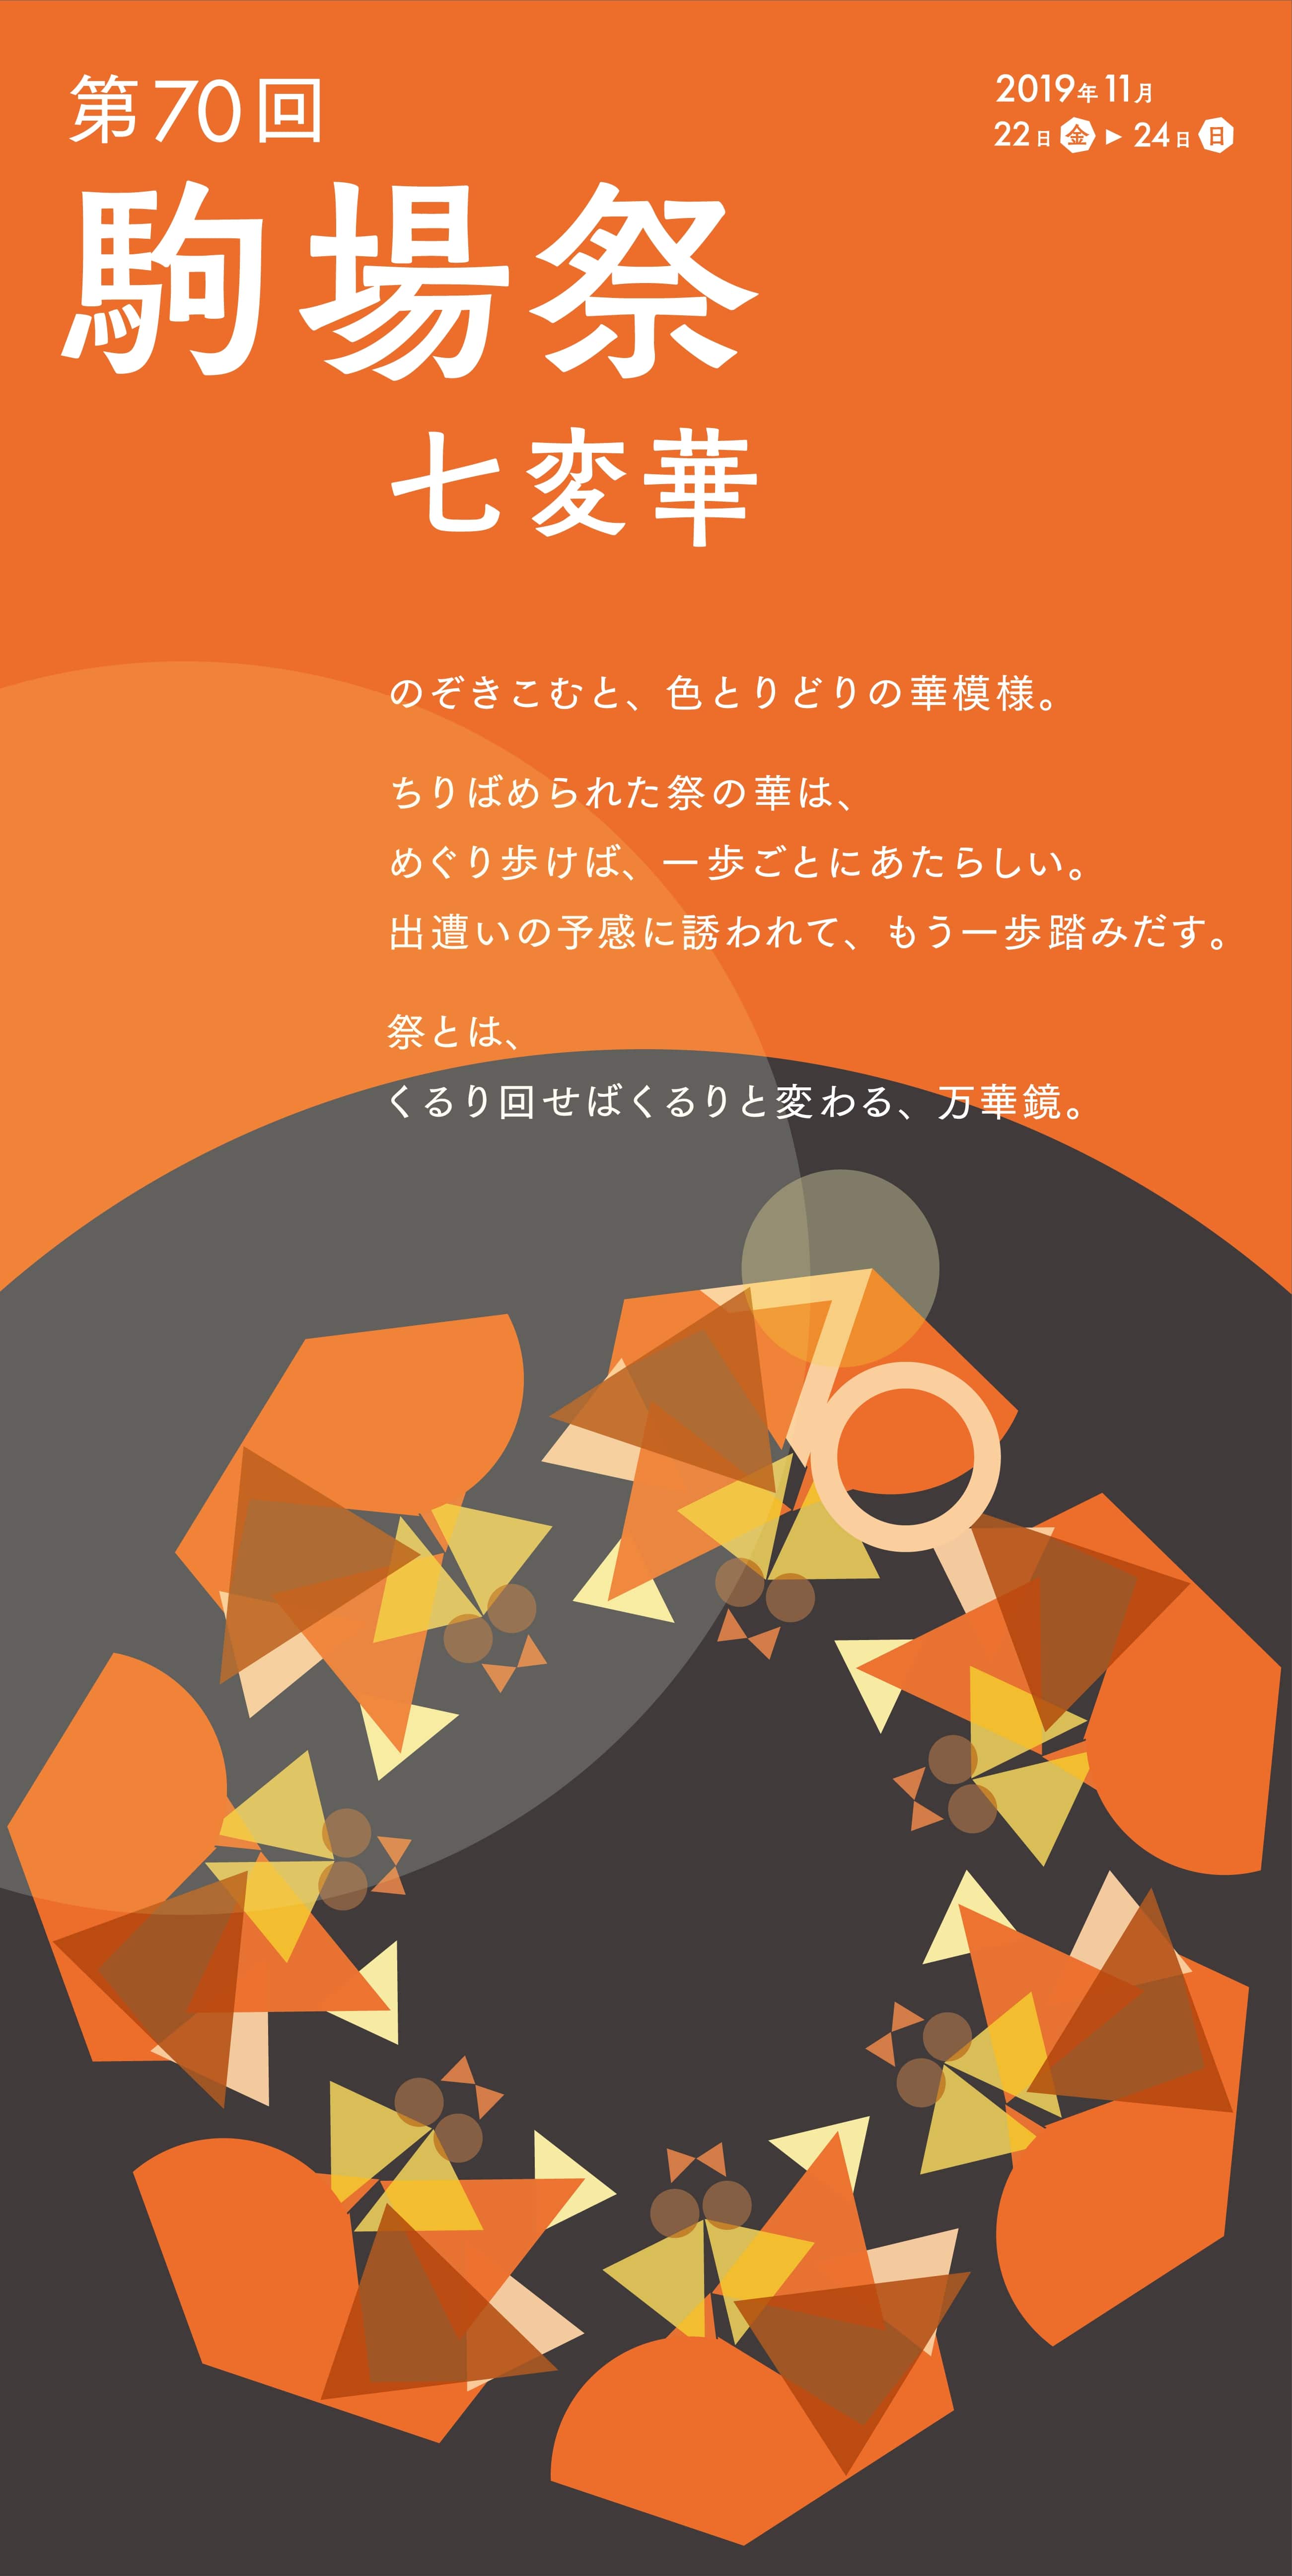 第70回
2019年11月
22日 金 ▶ 24日 日
駒場祭
七変華
のぞきこむと、色とりどりの華模様。
ちりばめられた祭の華は、
めぐり歩けば、一歩ごとにあたらしい。
出遭いの予感に誘われて、もう一歩踏みだす。
祭とは、
くるり回せばくるりと変わる、万華鏡。
70